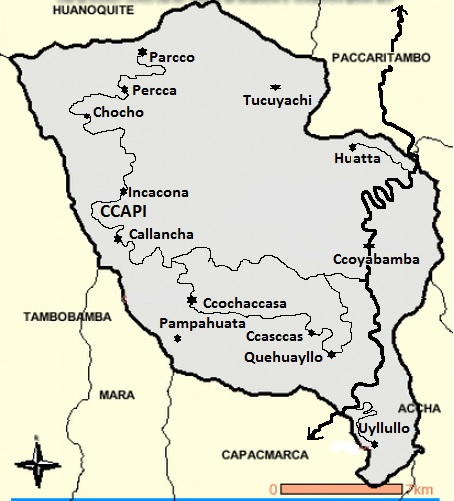 HUANOQUITE
PACCARITAMBO
Parcco
Percca
Tucuyachi
Chocho
Huatta
Incacona
CCAPI
Callancha
Ccoyabamba
Ccochaccasa
TAMBOBAMBA
Pampahuata
Ccasccas
Quehuayllo
MARA
ACCHA
Uyllullo
CAPACMARCA
0 7km